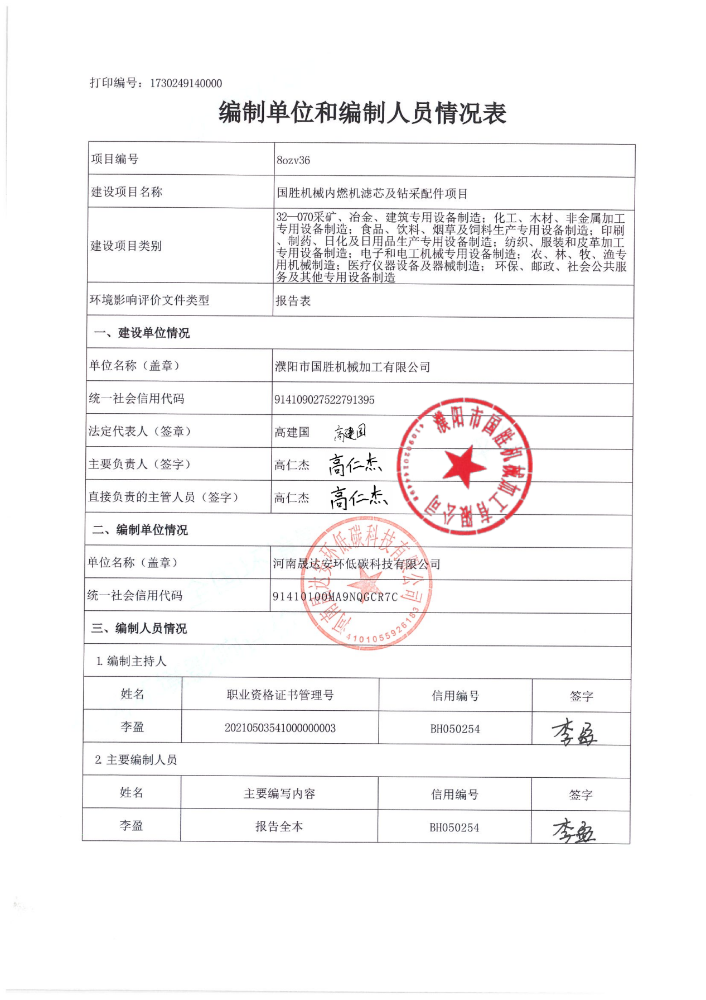 打印编号：1730249140000
编制单位和编制人员情况表
项目编号 8ozv36
建设项目名称 国胜机械内燃机滤芯及钻采配件项目
建设项目类别
32—070采矿、冶金、建筑专用设备制造；化工、木材、非金属加工
专用设备制造；食品、饮料、烟草及饲料生产专用设备制造；印刷
、制药、日化及日用品生产专用设备制造；纺织、服装和皮革加工
专用设备制造；电子和电工机械专用设备制造；农、林、牧、渔专
用机械制造；医疗仪器设备及器械制造；环保、邮政、社会公共服
务及其他专用设备制造
环境影响评价文件类型 报告表
一、建设单位情况
单位名称（盖章） 濮阳市国胜机械加工有限公司
统一社会信用代码 914109027522791395
法定代表人（签章） 高建国 高建国
主要负责人（签字） 高仁杰 高仁杰
直接负责的主管人员（签字） 高仁杰 高仁杰
濮阳市国胜机械加工有限公司
二、编制单位情况
单位名称（盖章） 河南晟达安环低碳科技有限公司
统一社会信用代码 91410100MA9NQGCR7C
河南晟达安环低碳科技有限公司
4101055926183
三、编制人员情况
1.编制主持人
姓名 职业资格证书管理号 信用编号 签字
李盈 20210503541000000003 BH050254 李盈
2.主要编制人员
姓名 主要编写内容 信用编号 签字
李盈 报告全本 BH050254 李盈